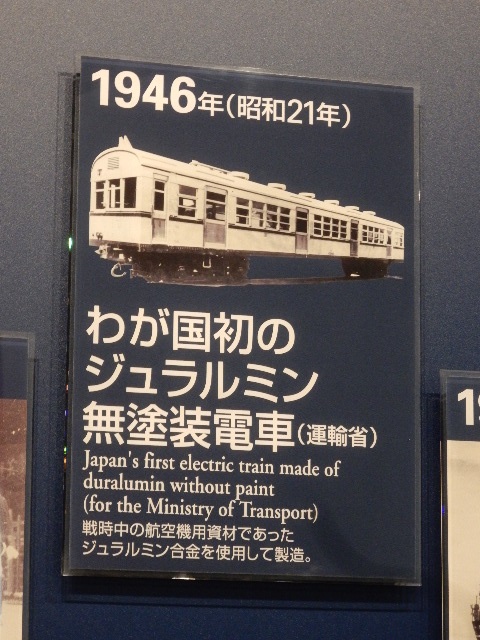 1946年(昭和21年)
わが国初の
ジュラルミン
無塗装電車(運輸省)
Japan's first electric train made of
duralumin without paint
(for the Ministry of Transport)
戦時中の航空機用資材であった
ジュラルミン合金を使用して製造。